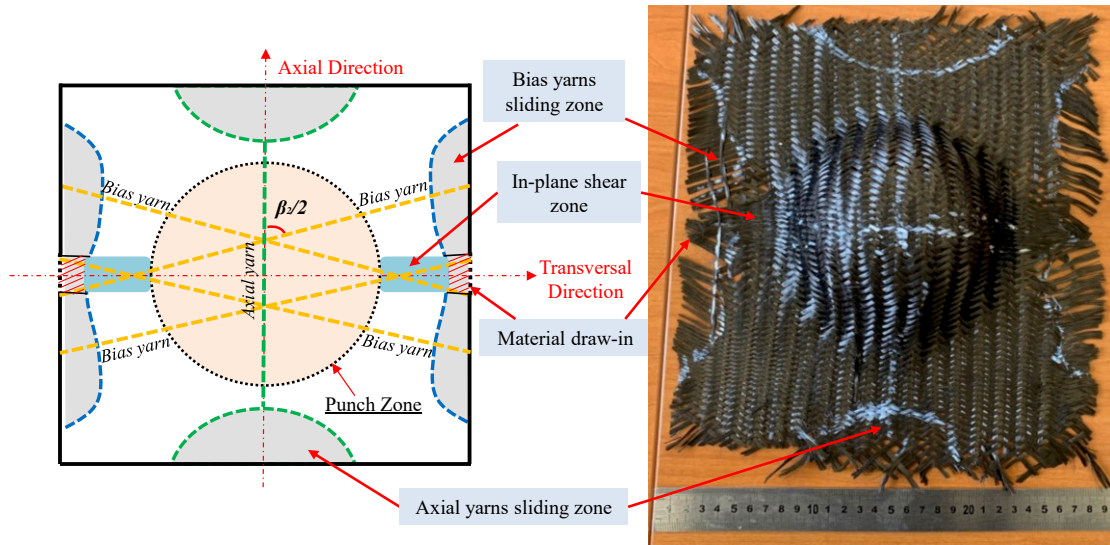 Axial Direction
Bias yarns
sliding zone
Bias yarn
Bias yarn
β₂/2
In-plane shear
zone
Axial yarn
Transversal
Direction
Bias yarn
Bias yarn
Material draw-in
Punch Zone
Axial yarns sliding zone
3 4 5 6 7 8 9 10 1 2 3 4 5 6 7 8 9 20 1 2 3 4 5 6 7 8 9